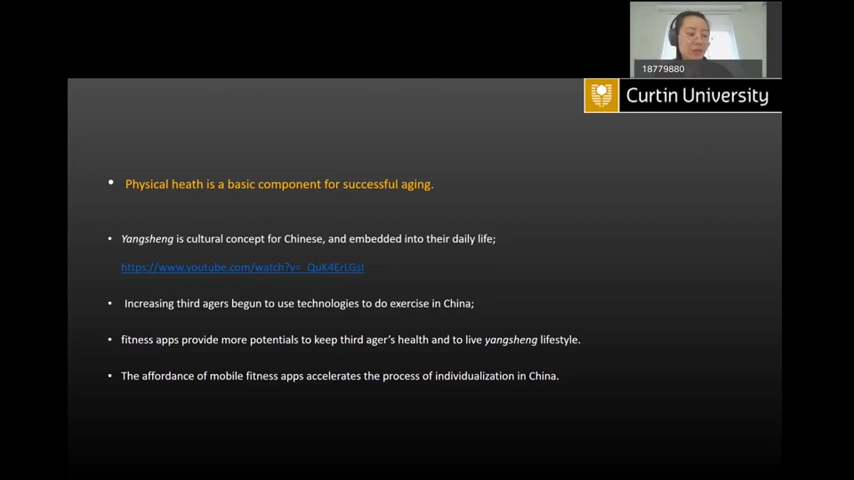 18779880
Curtin University
• Physical heath is a basic component for successful aging.
• Yangsheng is cultural concept for Chinese, and embedded into their daily life;
https://www.youtube.com/watch?v=_QuK4ErLGsI
• Increasing third agers begun to use technologies to do exercise in China;
• fitness apps provide more potentials to keep third ager's health and to live yangsheng lifestyle.
• The affordance of mobile fitness apps accelerates the process of individualization in China.